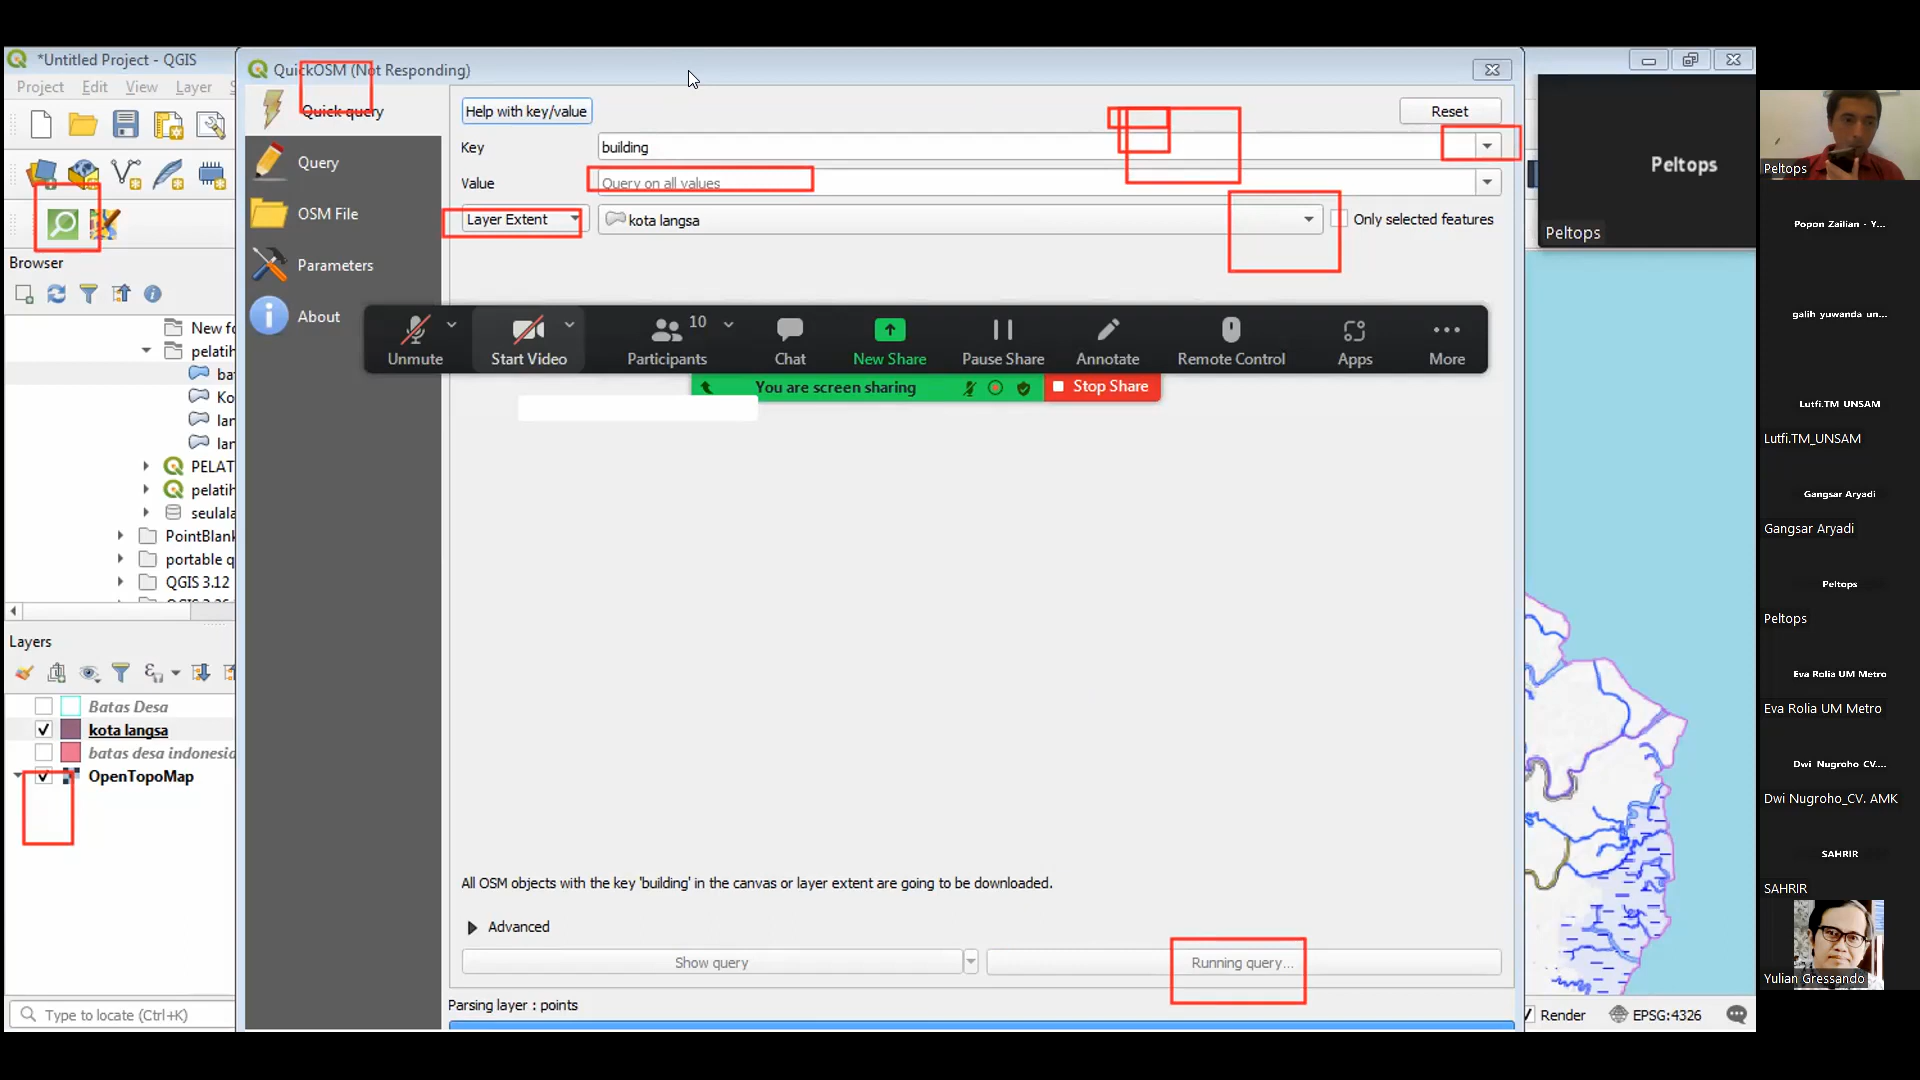 *Untitled Project - QGIS
Project Edit View Layer
QuickOSM (Not Responding)
Quick query
Query
OSM File
Parameters
About
Help with key/value
Reset
Key
building
Value
Query on all values
Layer Extent
kota langsa
Only selected features
Unmute
Start Video
Participants
10
Chat
New Share
Pause Share
Annotate
Remote Control
Apps
More
You are screen sharing
Stop Share
All OSM objects with the key 'building' in the canvas or layer extent are going to be downloaded.
Advanced
Show query
Running query...
Parsing layer : points
Browser
New fo
pelatih
bat
Ko
lan
lan
PELAT
pelatih
seulala
PointBlank
portable q
QGIS 3.12
Layers
Batas Desa
kota langsa
batas desa indonesia
OpenTopoMap
Type to locate (Ctrl+K)
Render
EPSG:4326
Peltops
Peltops
Peltops
Popon Zailian - Y...
galih yuwanda un...
Lutfi.TM UNSAM
Lutfi.TM_UNSAM
Gangsar Aryadi
Gangsar Aryadi
Peltops
Peltops
Eva Rolia UM Metro
Eva Rolia UM Metro
Dwi Nugroho CV....
Dwi Nugroho_CV. AMK
SAHRIR
SAHRIR
Yulian Gressando